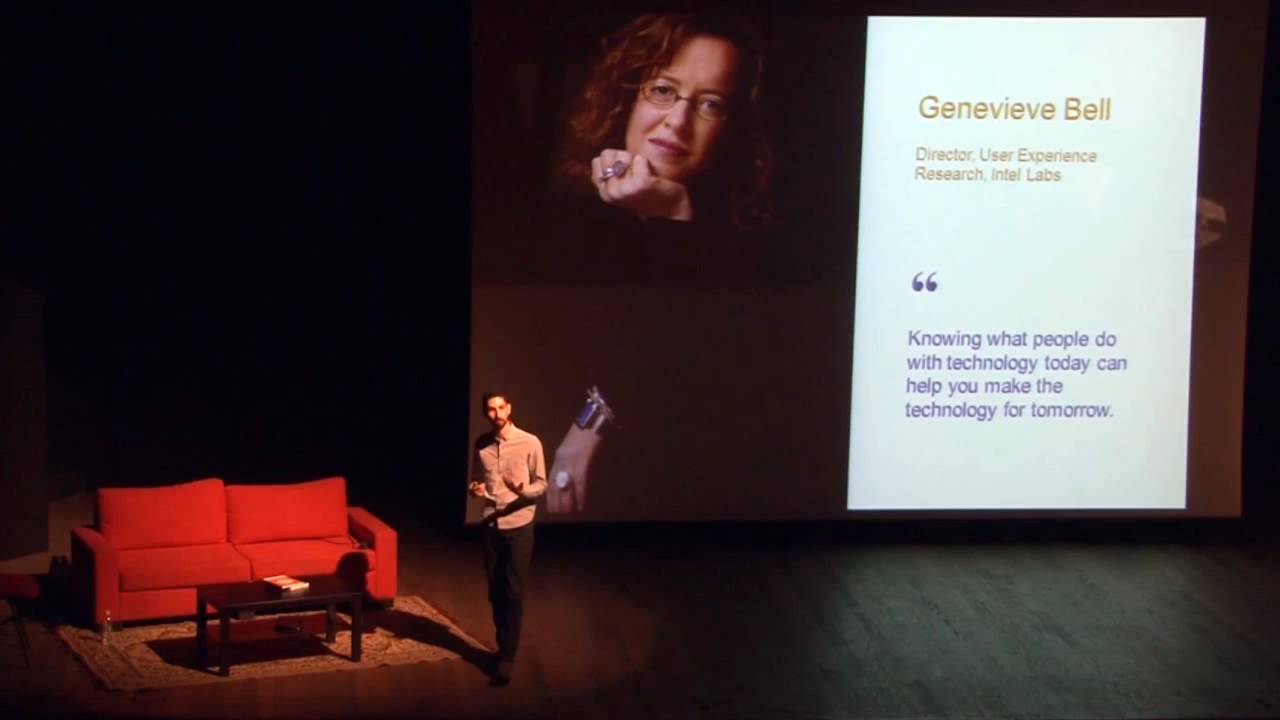 Genevieve Bell
Director, User Experience
Research, Intel Labs
“
Knowing what people do
with technology today can
help you make the
technology for tomorrow.